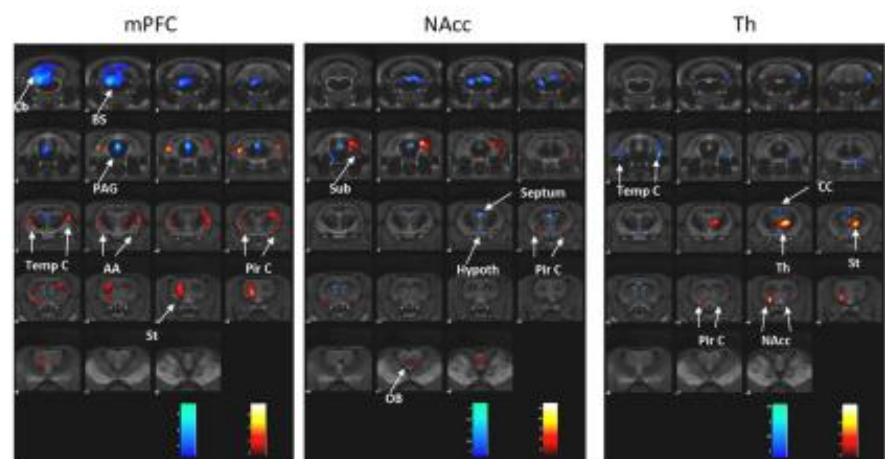 mPFC
NAcc
Th
Cb
BS
PAG
Sub
Temp C
CC
Septum
Temp C
AA
Pir C
Hypoth
Pir C
Th
St
St
Pir C
NAcc
OB